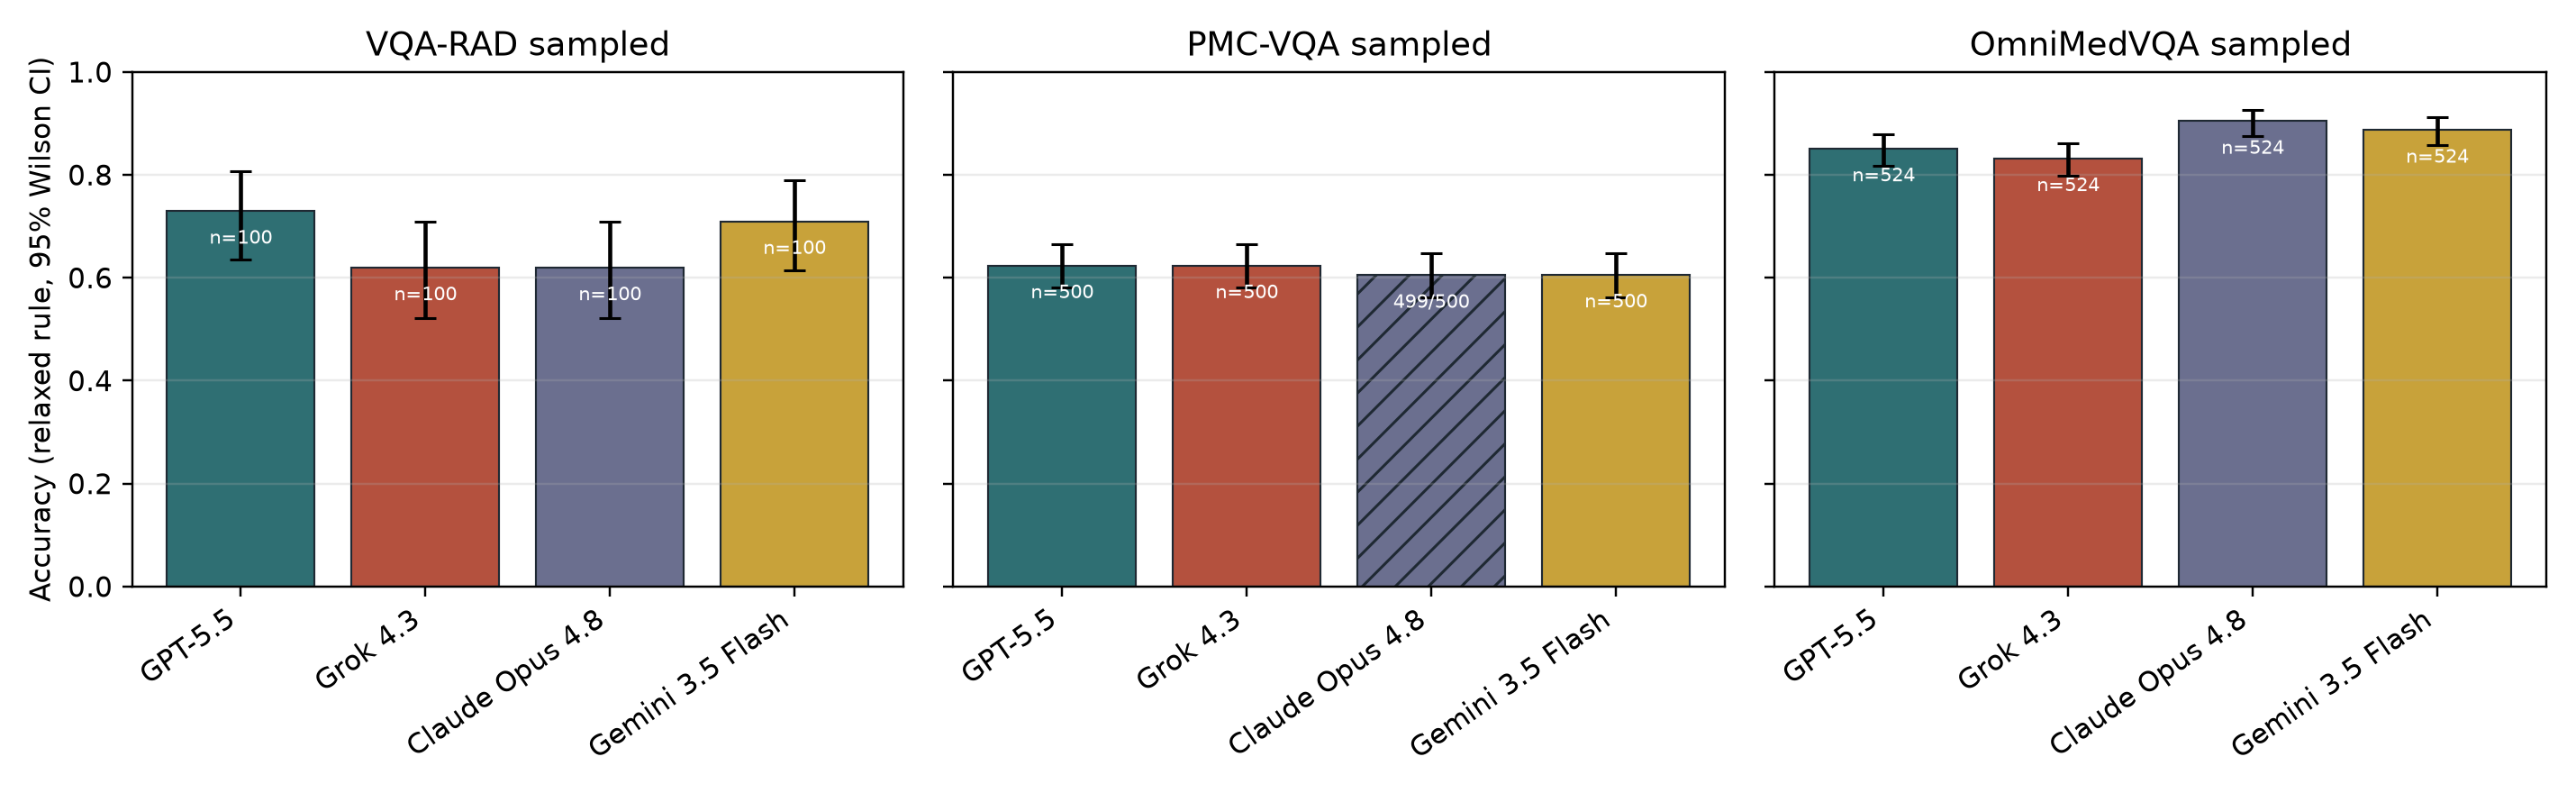 VQA-RAD sampled
PMC-VQA sampled
OmniMedVQA sampled
Accuracy (relaxed rule, 95% Wilson CI)
1.0
0.8
0.6
0.4
0.2
0.0
n=100
n=100
n=100
n=100
n=500
n=500
499/500
n=500
n=524
n=524
n=524
n=524
GPT-5.5
Grok 4.3
Claude Opus 4.8
Gemini 3.5 Flash
GPT-5.5
Grok 4.3
Claude Opus 4.8
Gemini 3.5 Flash
GPT-5.5
Grok 4.3
Claude Opus 4.8
Gemini 3.5 Flash